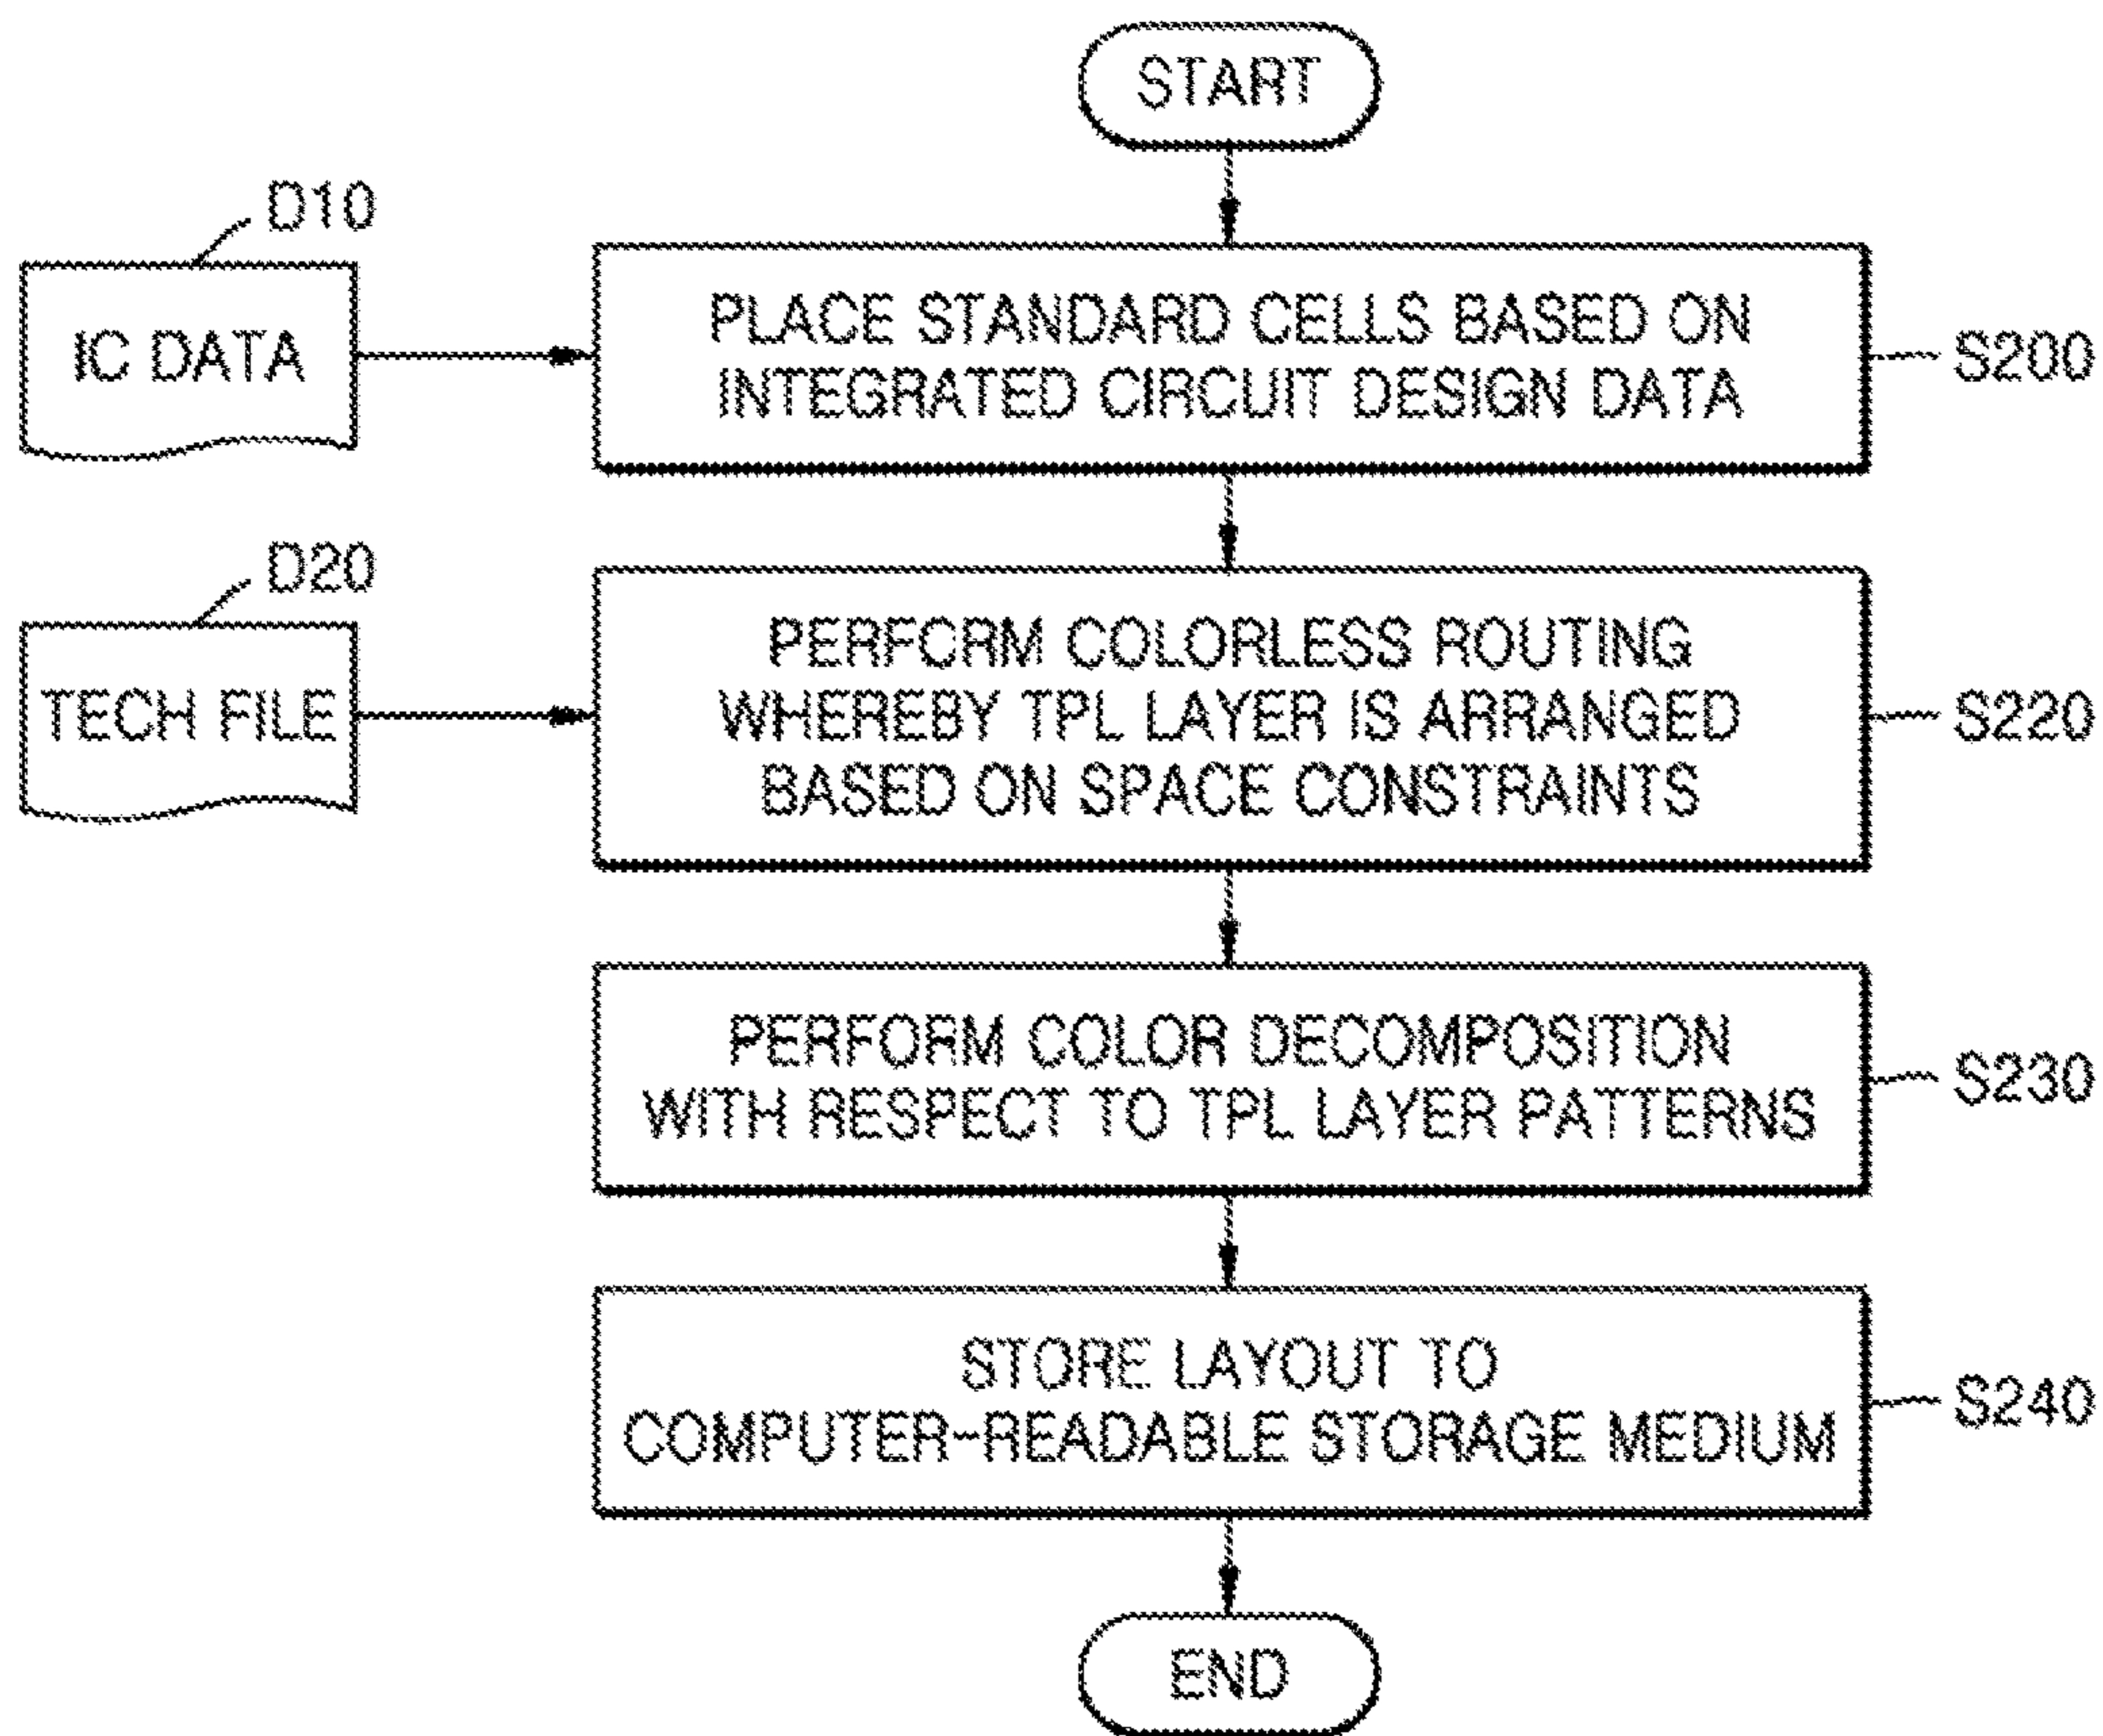 START
D10
IC DATA
PLACE STANDARD CELLS BASED ON
INTEGRATED CIRCUIT DESIGN DATA
S200
D20
TECH FILE
PERFORM COLORLESS ROUTING
WHEREBY TPL LAYER IS ARRANGED
BASED ON SPACE CONSTRAINTS
S220
PERFORM COLOR DECOMPOSITION
WITH RESPECT TO TPL LAYER PATTERNS
S230
STORE LAYOUT TO
COMPUTER-READABLE STORAGE MEDIUM
S240
END